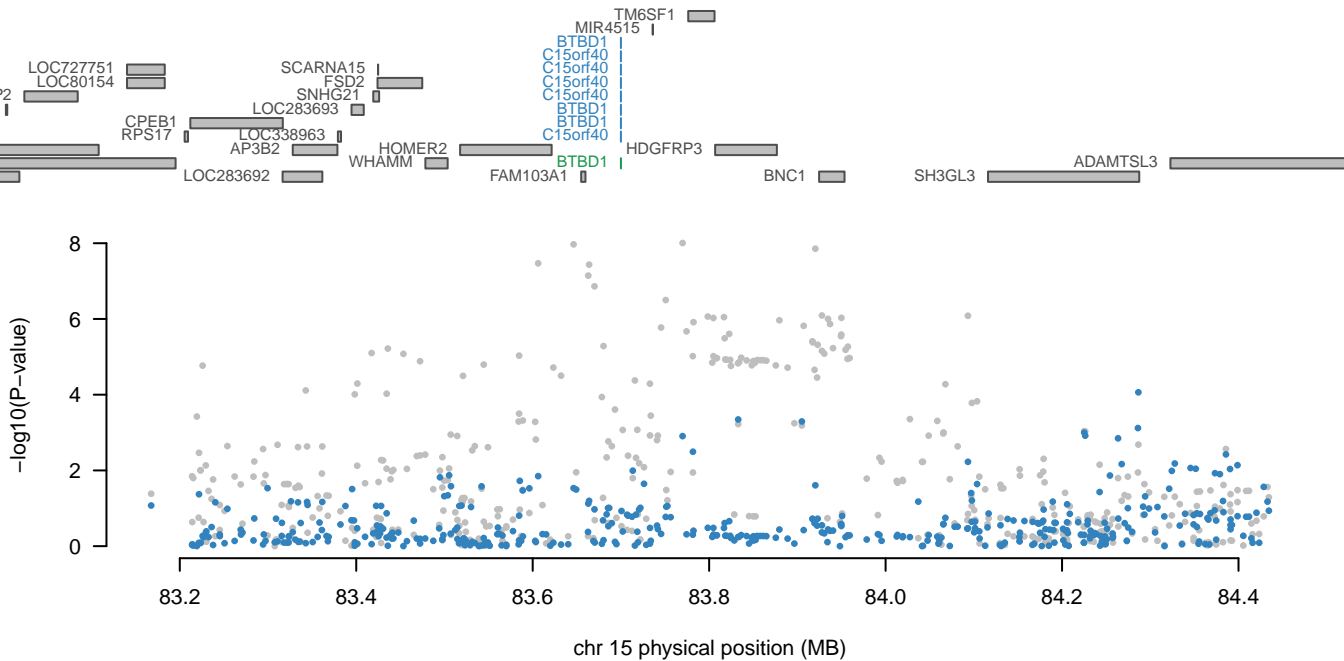 TM6SF1
MIR4515
BTBD1
C15orf40
LOC727751 SCARNA15 C15orf40
LOC80154 FSD2 C15orf40
P2 SNHG21 C15orf40
LOC283693 BTBD1
CPEB1 BTBD1
RPS17 LOC338963 C15orf40
AP3B2 HOMER2 HDGFRP3
WHAMM BTBD1 ADAMTSL3
LOC283692 FAM103A1 BNC1 SH3GL3
8
6
4
2
0
−log10(P−value)
83.2 83.4 83.6 83.8 84.0 84.2 84.4
chr 15 physical position (MB)